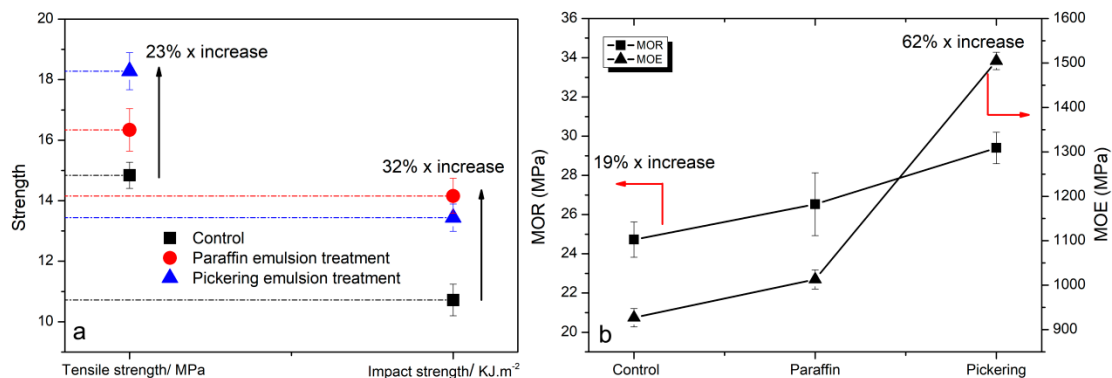 20
18
16
14
12
10
Strength
23% x increase
32% x increase
Control
Paraffin emulsion treatment
Pickering emulsion treatment
a
Tensile strength/ MPa
Impact strength/ KJ.m⁻²
36
34
32
30
28
26
24
22
20
MOR (MPa)
MOR
MOE
19% x increase
62% x increase
b
Control
Paraffin
Pickering
1600
1500
1400
1300
1200
1100
1000
900
MOE (MPa)